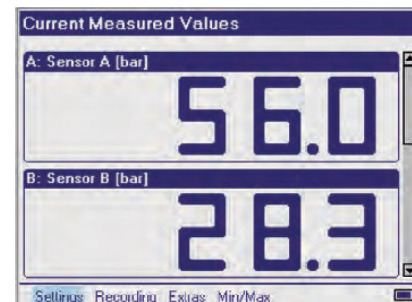 Current Measured Values
A: Sensor A [bar]
56.0
B: Sensor B [bar]
28.3
Settings Recording Extras Min/Max